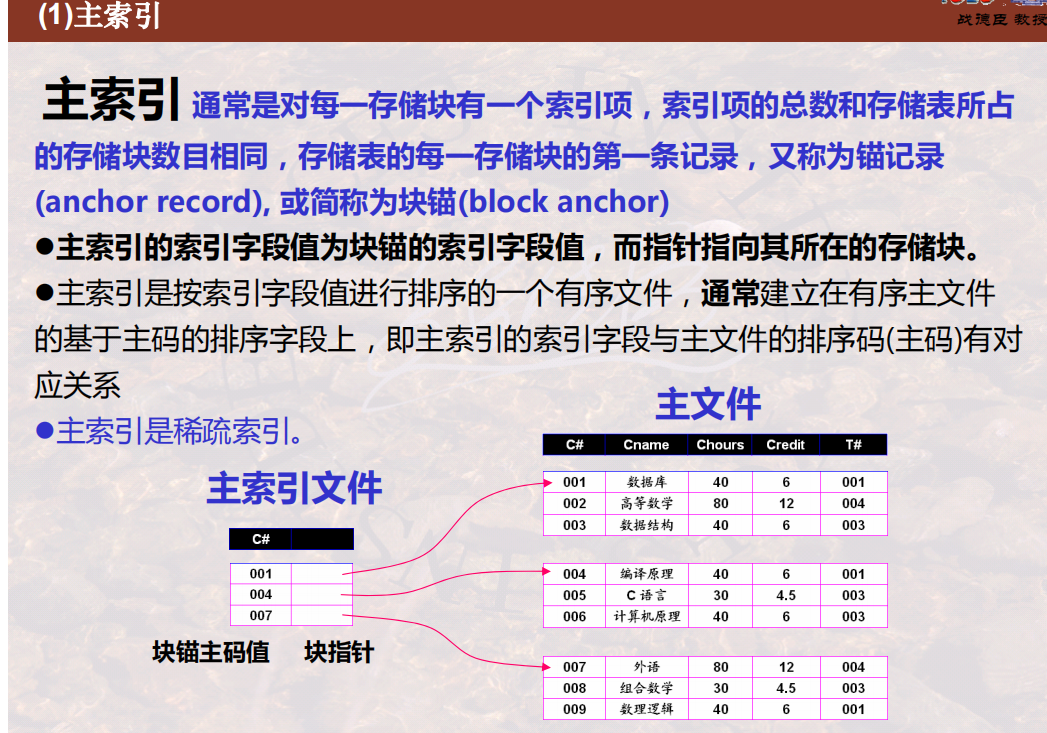 (1)主索引
战德臣 教授
主索引 通常是对每一存储块有一个索引项，索引项的总数和存储表所占
的存储块数目相同，存储表的每一存储块的第一条记录，又称为锚记录
(anchor record), 或简称为块锚(block anchor)
●主索引的索引字段值为块锚的索引字段值，而指针指向其所在的存储块。
●主索引是按索引字段值进行排序的一个有序文件，通常建立在有序主文件
的基于主码的排序字段上，即主索引的索引字段与主文件的排序码(主码)有对
应关系
●主索引是稀疏索引。
主索引文件
C#
001
004
007
块锚主码值 块指针
主文件
C# Cname Chours Credit T#
001 数据库 40 6 001
002 高等数学 80 12 004
003 数据结构 40 6 003
004 编译原理 40 6 001
005 C 语言 30 4.5 003
006 计算机原理 40 6 003
007 外语 80 12 004
008 组合数学 30 4.5 003
009 数理逻辑 40 6 001